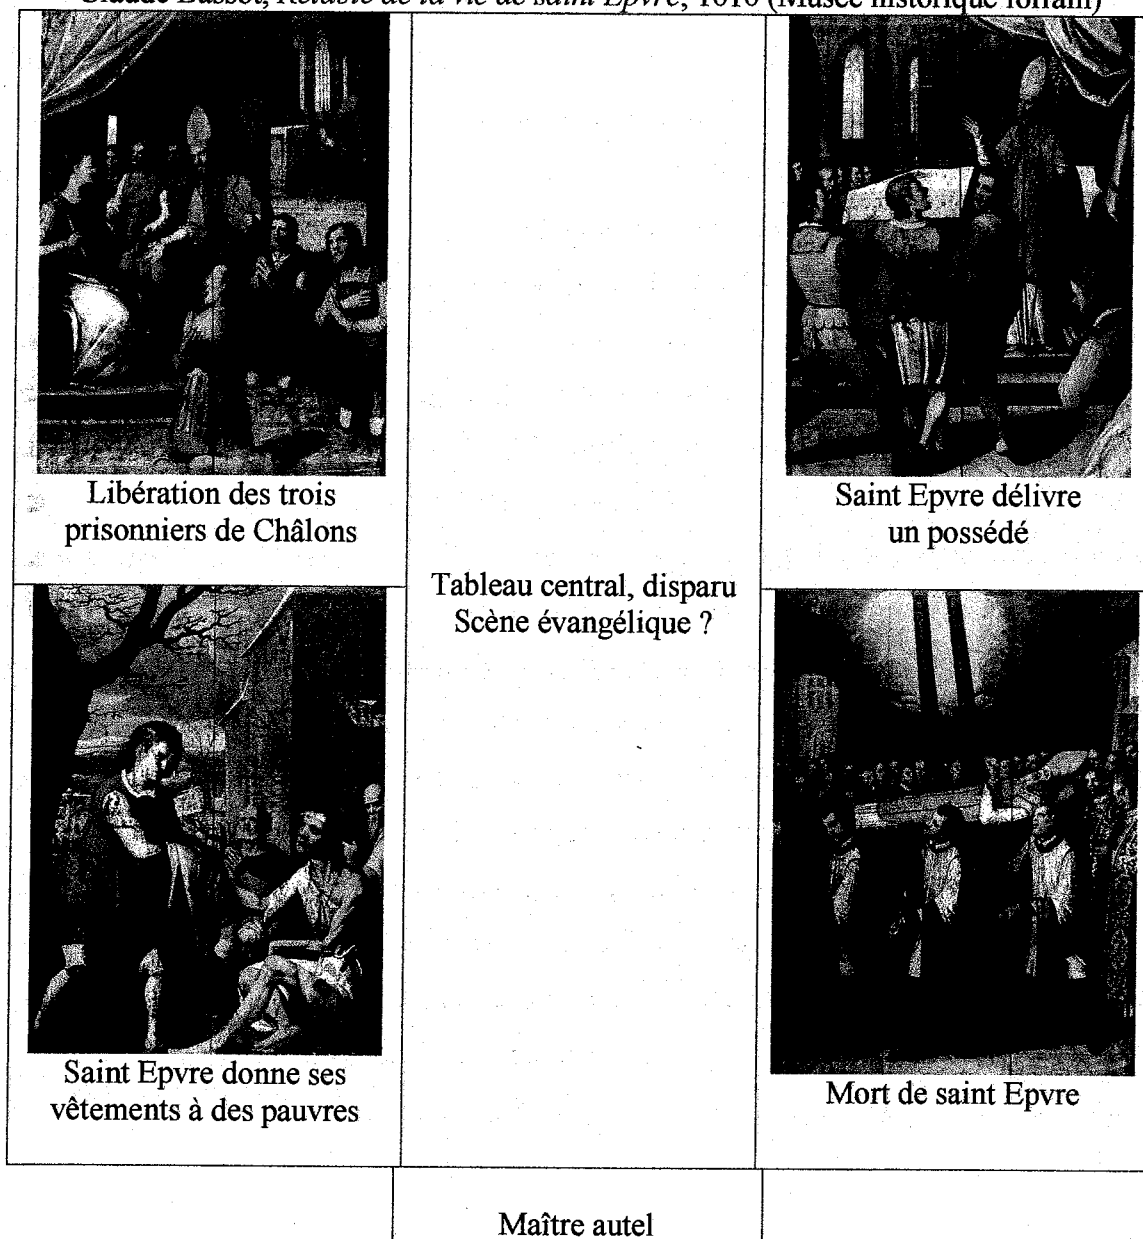 Claude Bassot, Retable de la vie de saint Epvre, 1610 (Musée historique lorrain)
Libération des trois
prisonniers de Châlons
Saint Epvre délivre
un possédé
Tableau central, disparu
Scène évangélique ?
Saint Epvre donne ses
vêtements à des pauvres
Mort de saint Epvre
Maître autel